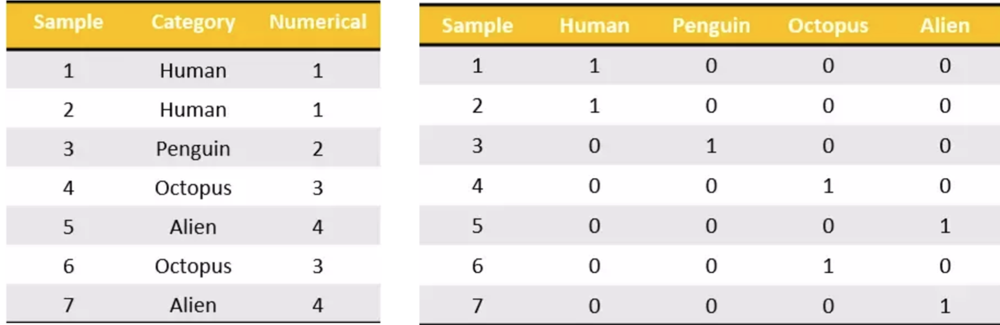 Sample Category Numerical
1 Human 1
2 Human 1
3 Penguin 2
4 Octopus 3
5 Alien 4
6 Octopus 3
7 Alien 4
Sample Human Penguin Octopus Alien
1 1 0 0 0
2 1 0 0 0
3 0 1 0 0
4 0 0 1 0
5 0 0 0 1
6 0 0 1 0
7 0 0 0 1